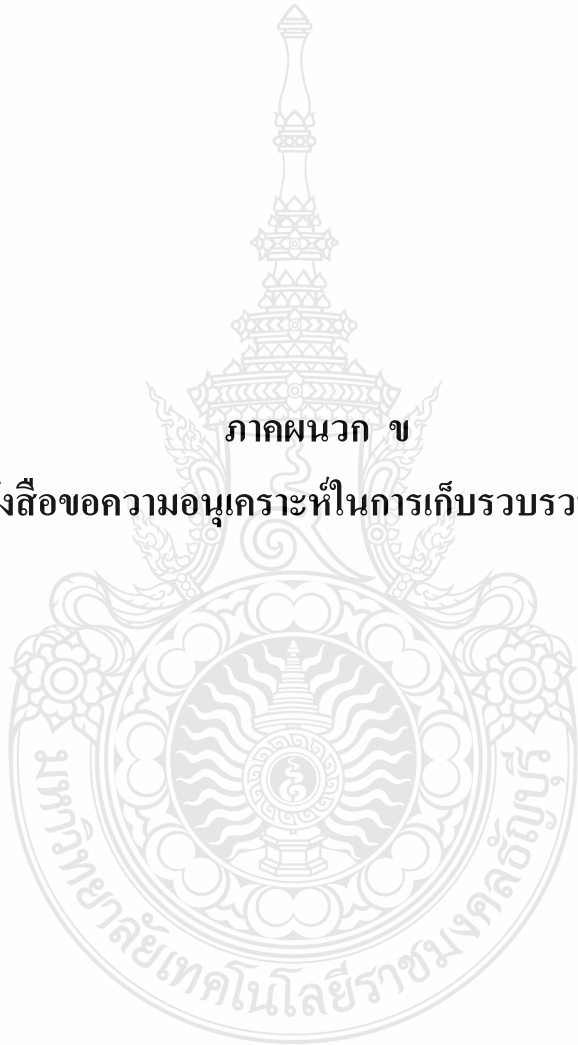 ภาคผนวก ข
ขอความอนุเคราะห์ในการเก็บรวบรว
มหาวิทยาลัยเทคโนโลยีราชมงคลธัญบุรี